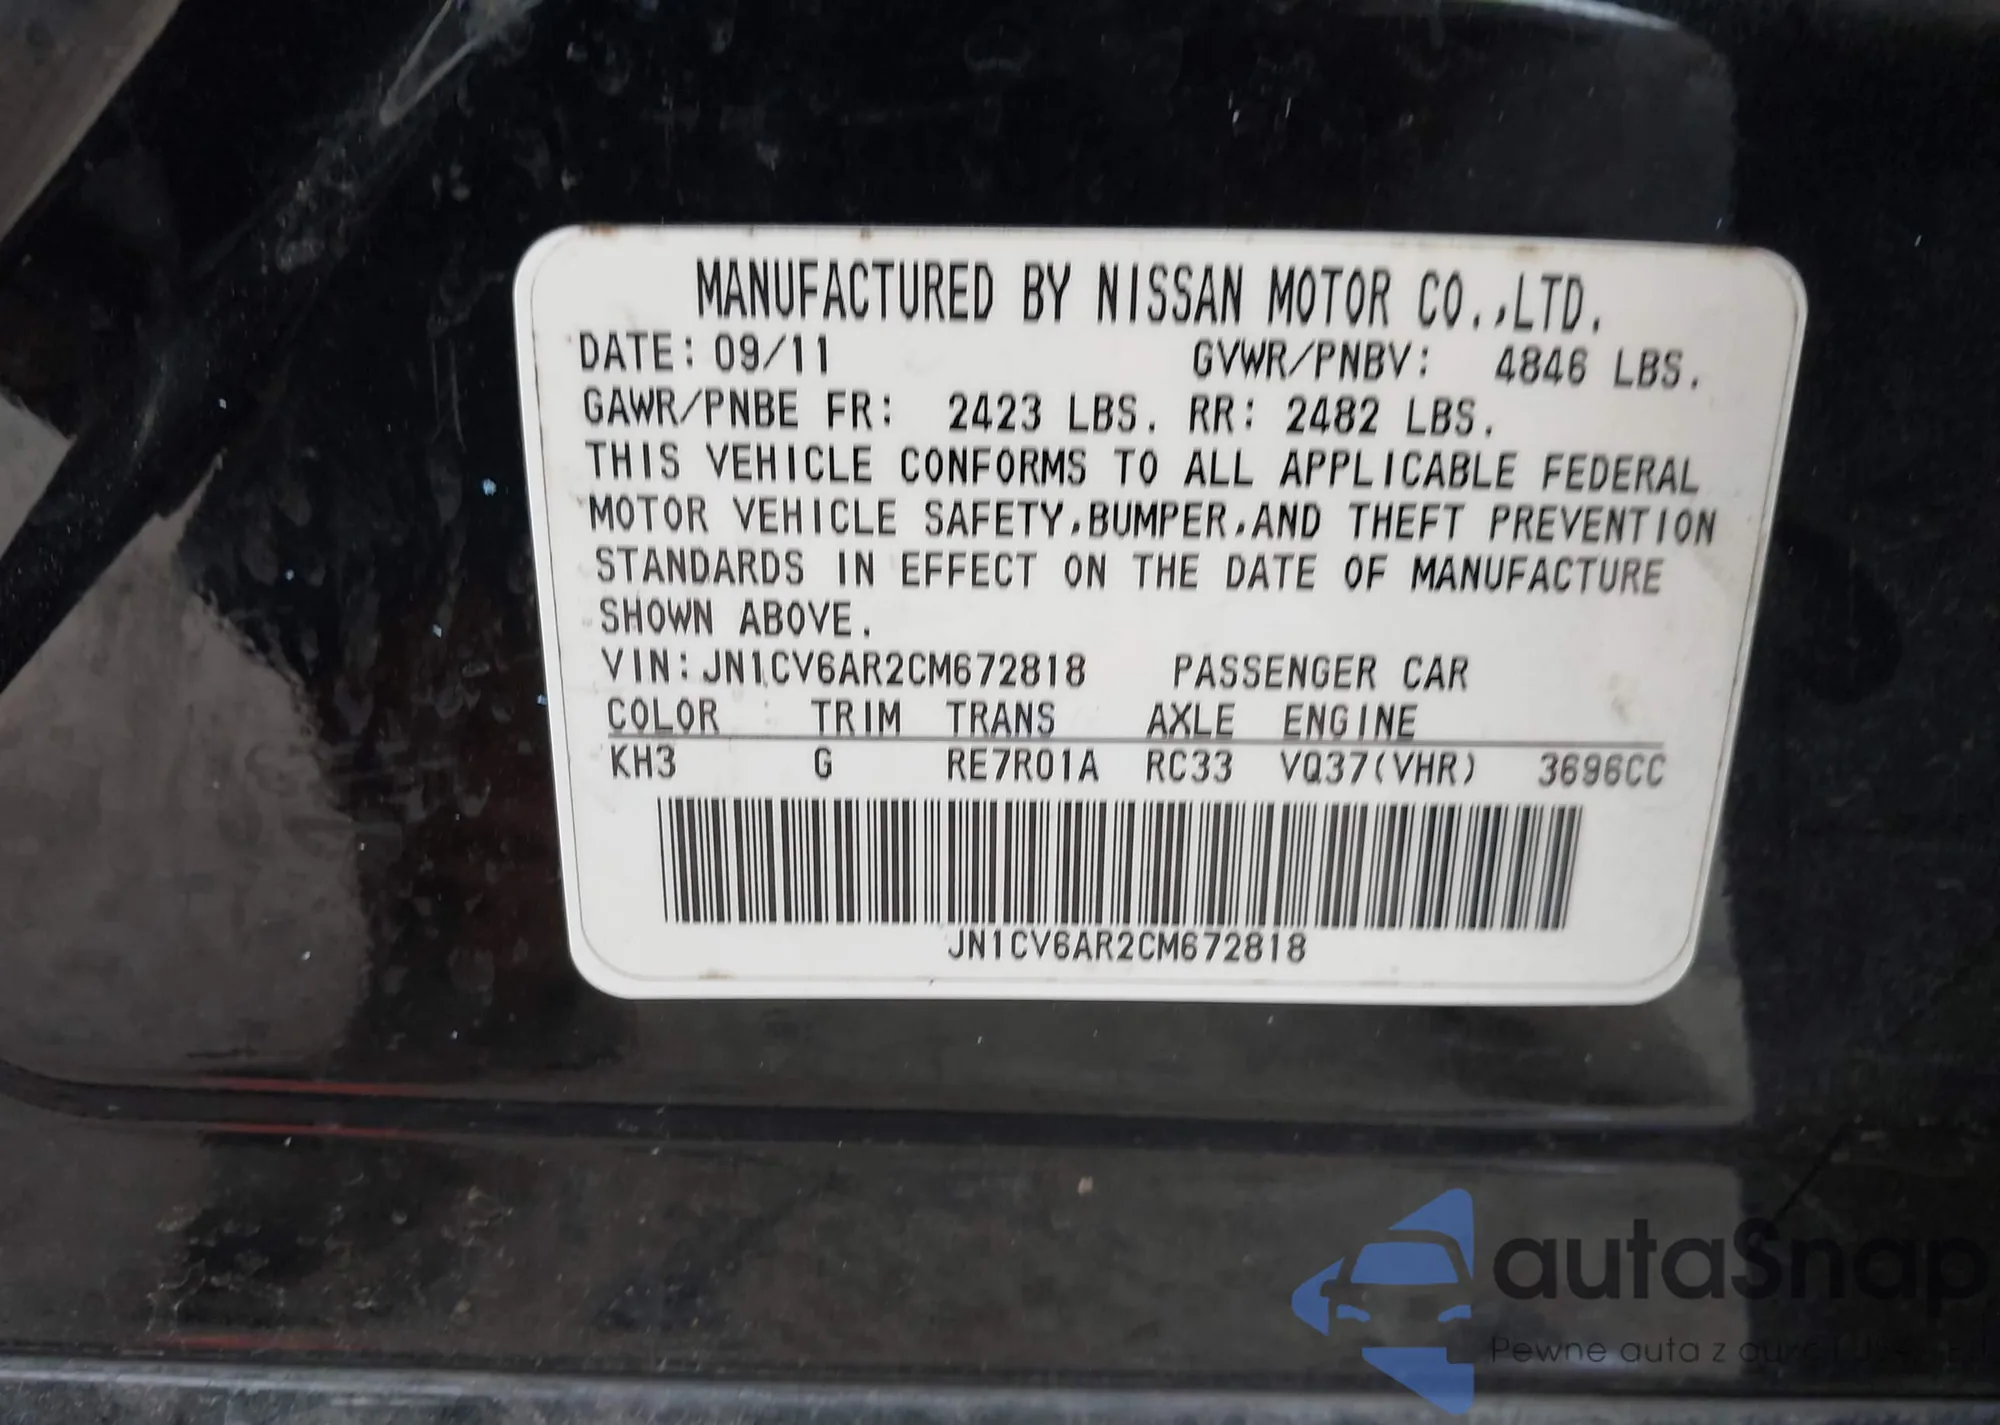 MANUFACTURED BY NISSAN MOTOR CO.,LTD.
DATE: 09/11 GVWR/PNBV: 4846 LBS.
GAWR/PNBE FR: 2423 LBS. RR: 2482 LBS.
THIS VEHICLE CONFORMS TO ALL APPLICABLE FEDERAL
MOTOR VEHICLE SAFETY,BUMPER,AND THEFT PREVENTION
STANDARDS IN EFFECT ON THE DATE OF MANUFACTURE
SHOWN ABOVE.
VIN:JN1CV6AR2CM672818 PASSENGER CAR
COLOR TRIM TRANS AXLE ENGINE
KH3 G RE7R01A RC33 VQ37(VHR) 3696CC
JN1CV6AR2CM672818
autaSnap
Pewne auta z